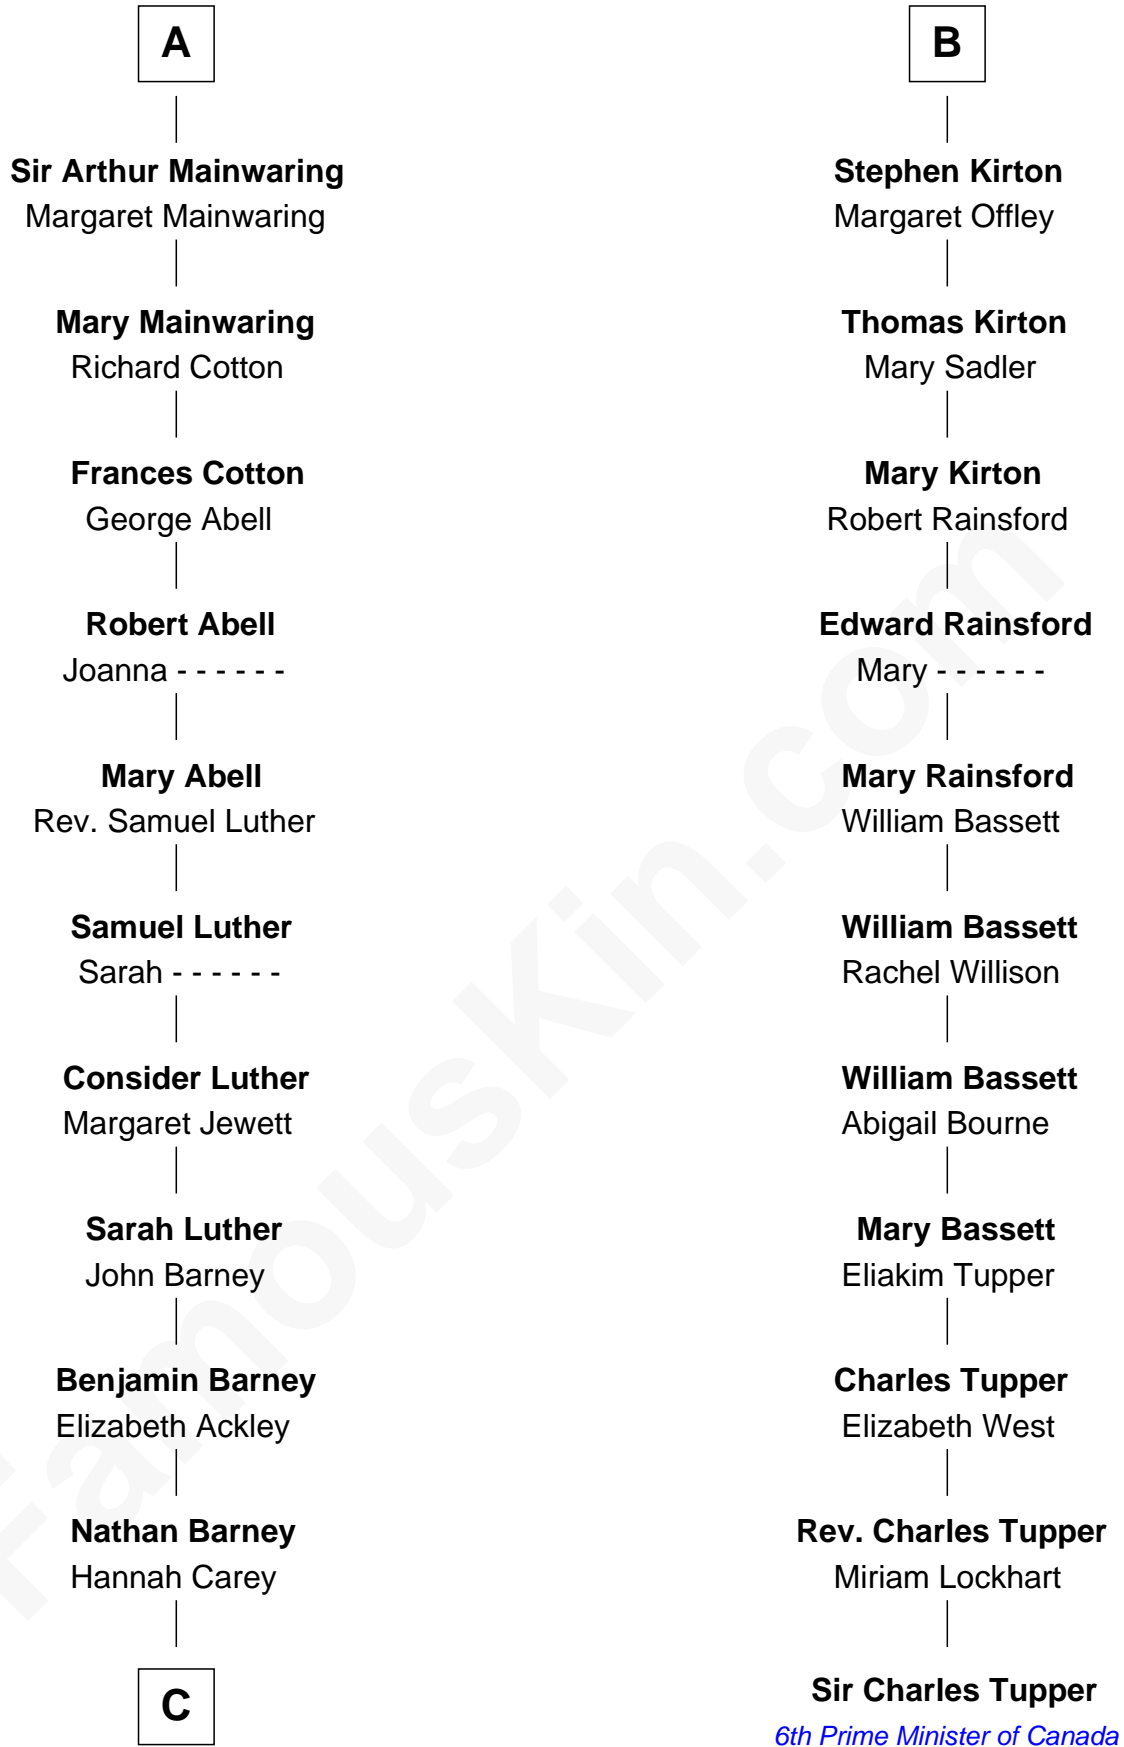 A
Sir Arthur Mainwaring
Margaret Mainwaring
Mary Mainwaring
Richard Cotton
Frances Cotton
George Abell
Robert Abell
Joanna - - - - - -
Mary Abell
Rev. Samuel Luther
Samuel Luther
Sarah - - - - - -
Consider Luther
Margaret Jewett
Sarah Luther
John Barney
Benjamin Barney
Elizabeth Ackley
Nathan Barney
Hannah Carey
C
B
Stephen Kirton
Margaret Offley
Thomas Kirton
Mary Sadler
Mary Kirton
Robert Rainsford
Edward Rainsford
Mary - - - - - -
Mary Rainsford
William Bassett
William Bassett
Rachel Willison
William Bassett
Abigail Bourne
Mary Bassett
Eliakim Tupper
Charles Tupper
Elizabeth West
Rev. Charles Tupper
Miriam Lockhart
Sir Charles Tupper
6th Prime Minister of Canada
FamousKin.com